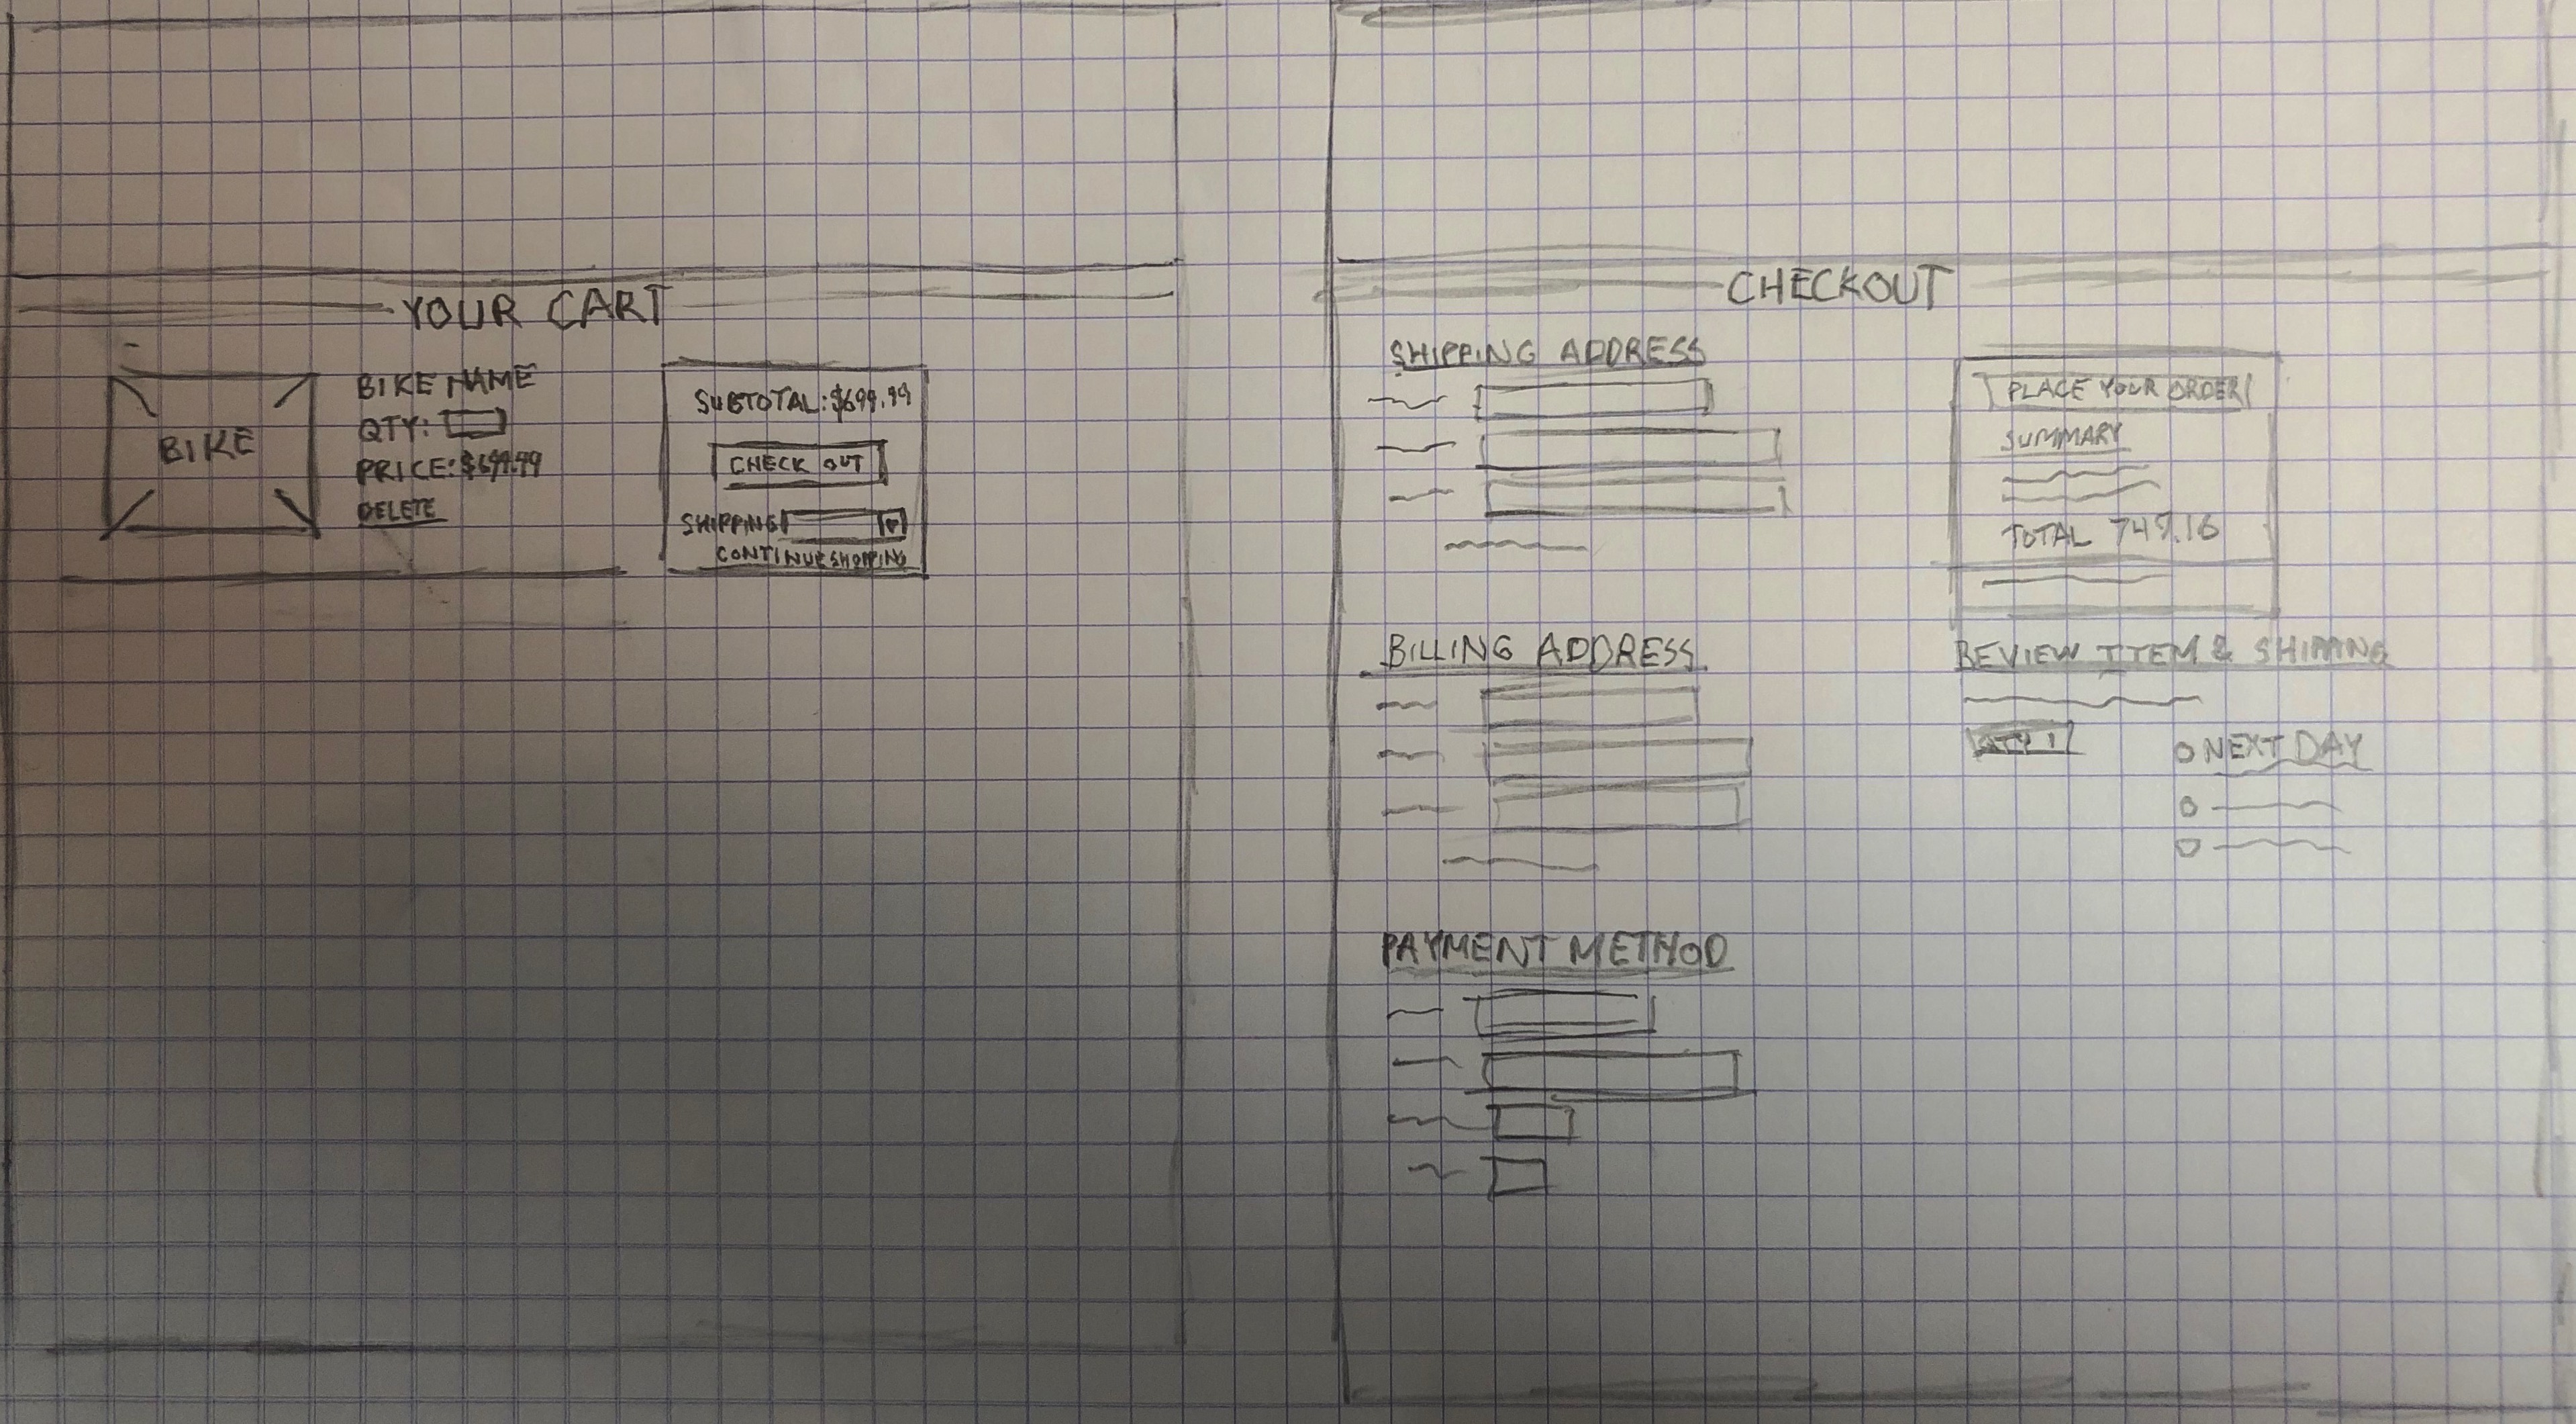 YOUR CART
BIKE
BIKE NAME
QTY:
PRICE: $699.99
DELETE
SUBTOTAL: $699.99
CHECK OUT
SHIPPING
CONTINUE SHOPPING
CHECKOUT
SHIPPING ADDRESS
BILLING ADDRESS
PAYMENT METHOD
PLACE YOUR ORDER
SUMMARY
TOTAL 747.16
REVIEW ITEM & SHIPPING
QTY 1
NEXT DAY